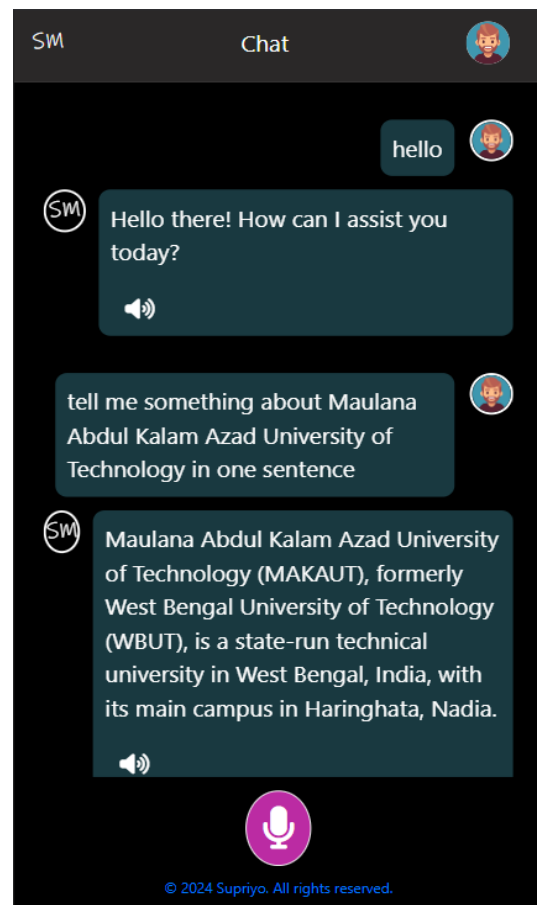 SM
Chat
hello
SM
Hello there! How can I assist you
today?
tell me something about Maulana
Abdul Kalam Azad University of
Technology in one sentence
SM
Maulana Abdul Kalam Azad University
of Technology (MAKAUT), formerly
West Bengal University of Technology
(WBUT), is a state-run technical
university in West Bengal, India, with
its main campus in Haringhata, Nadia.
© 2024 Supriyo. All rights reserved.